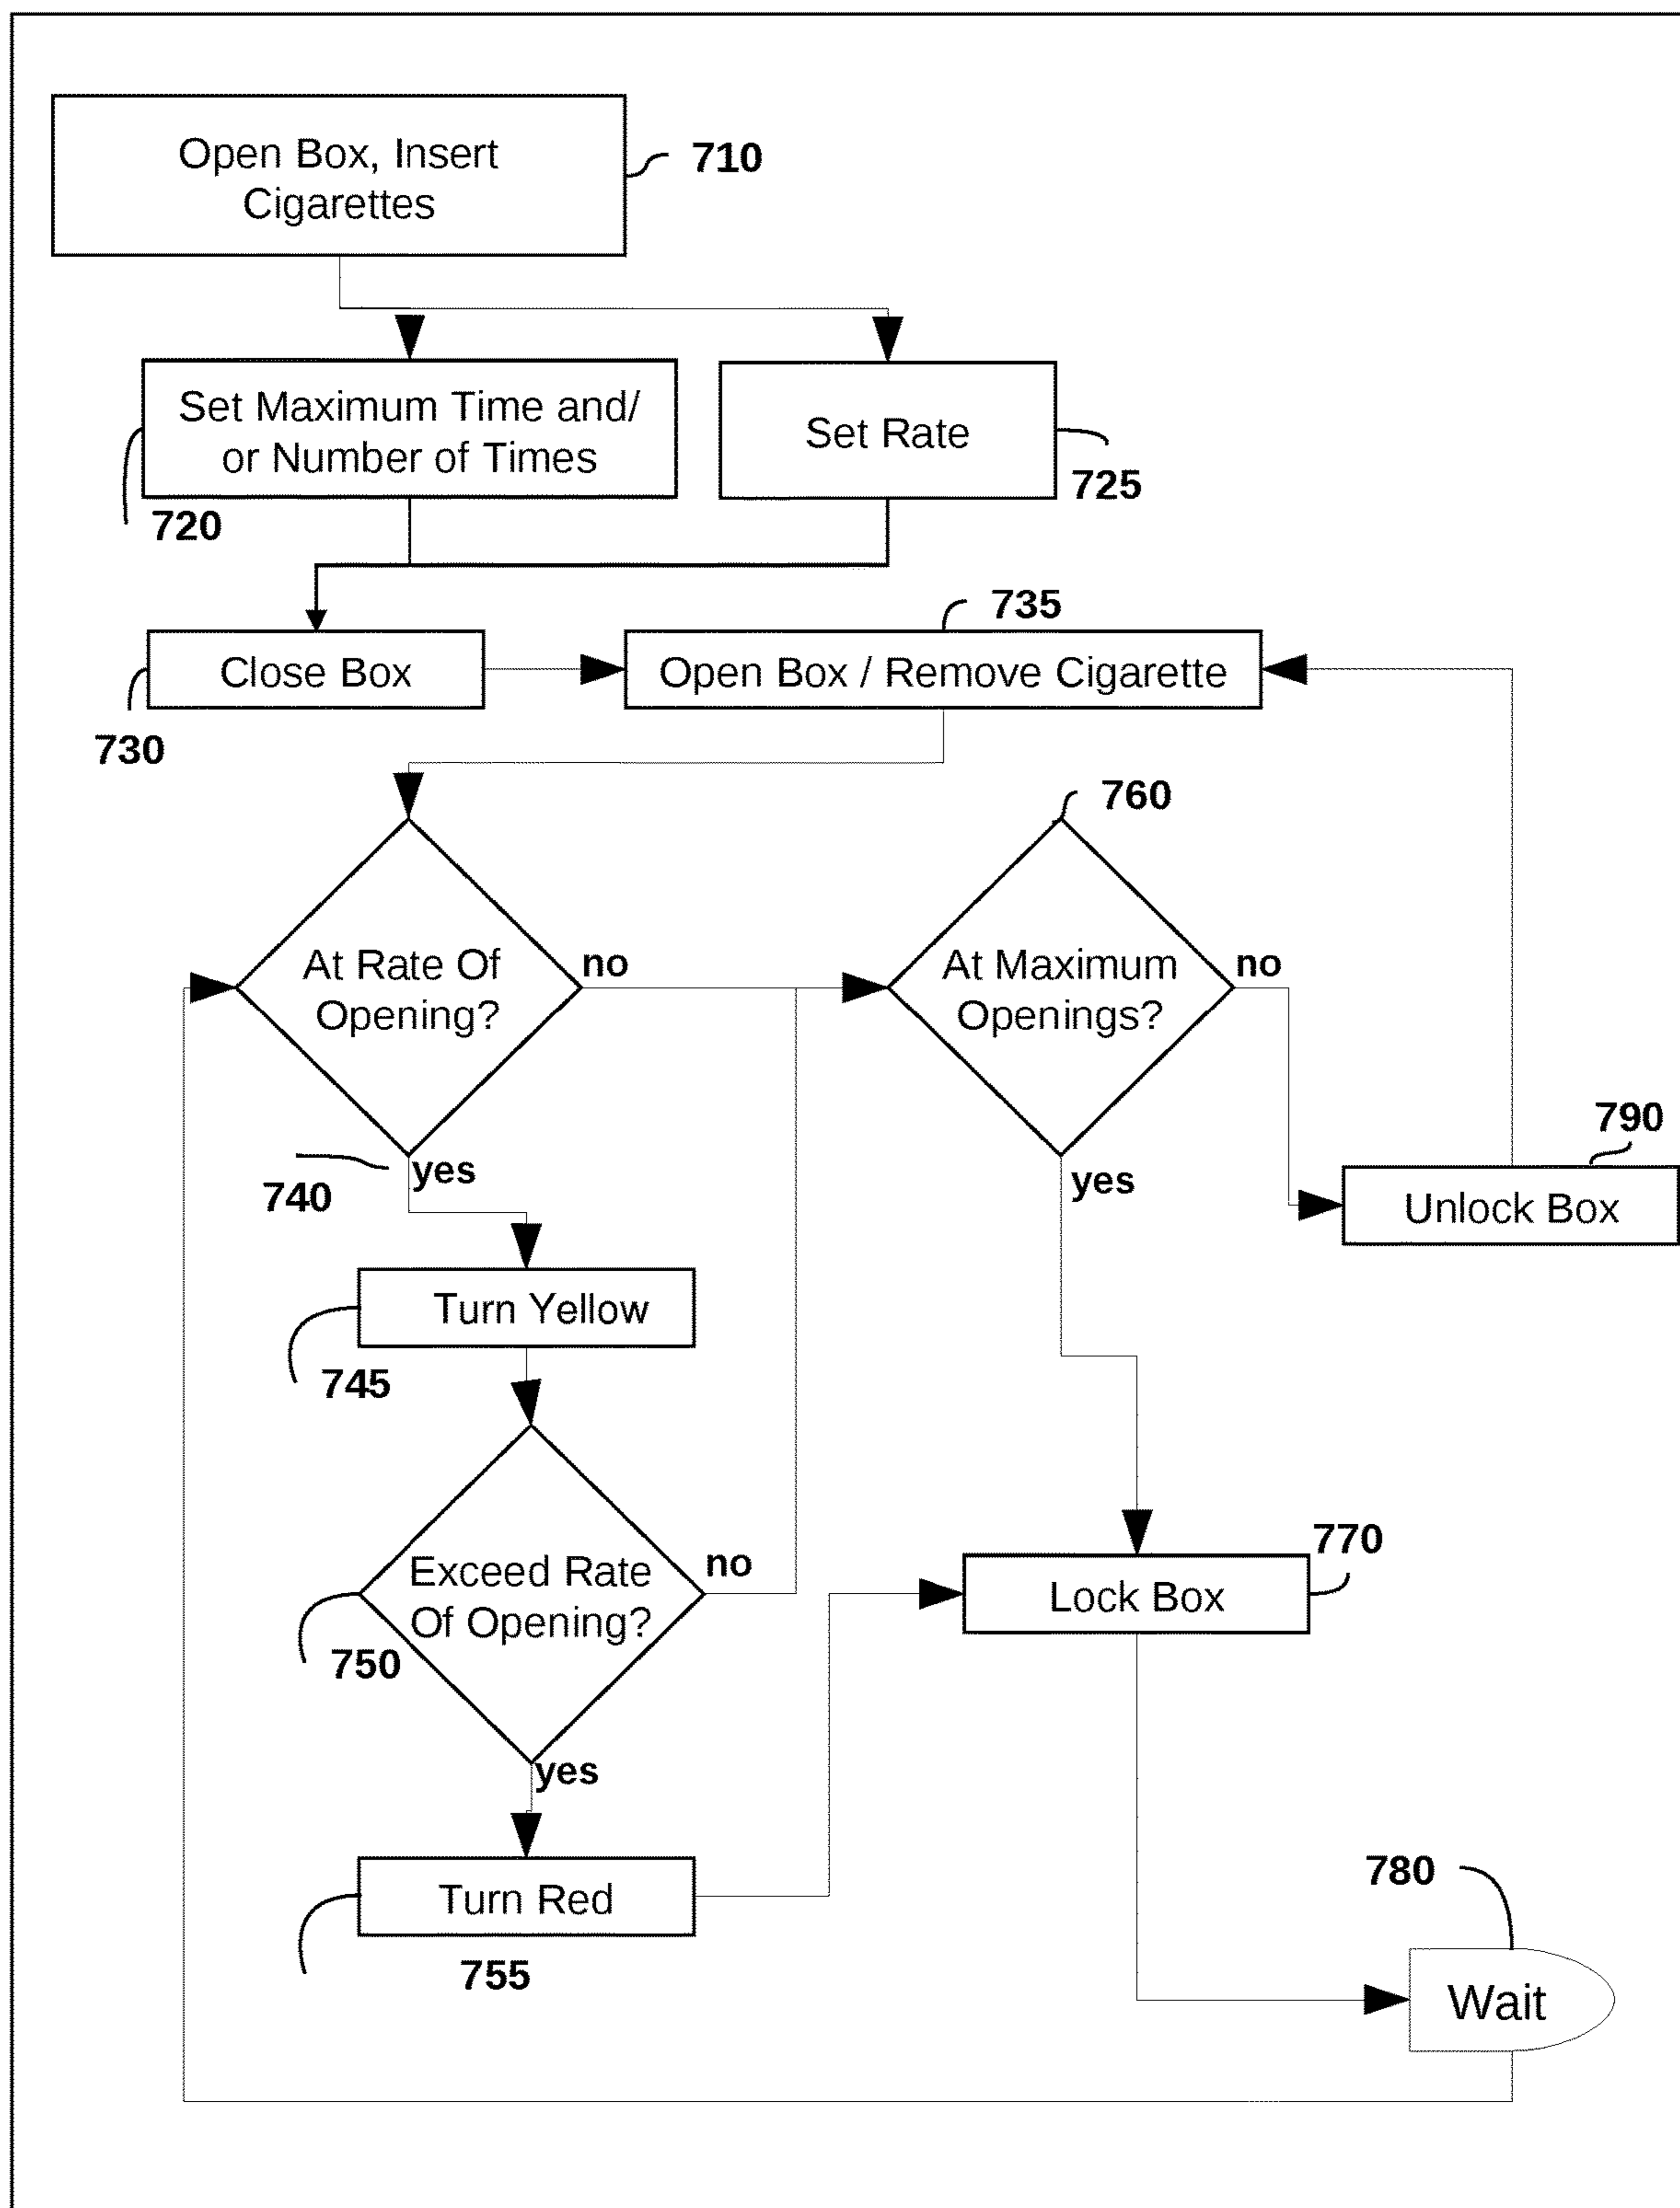 Open Box, Insert
Cigarettes
710
Set Maximum Time and/
or Number of Times
720
Set Rate
725
Close Box
730
735
Open Box / Remove Cigarette
At Rate Of
Opening?
no
yes
740
760
At Maximum
Openings?
no
yes
790
Unlock Box
Turn Yellow
745
Exceed Rate
Of Opening?
no
750
yes
770
Lock Box
Turn Red
755
780
Wait